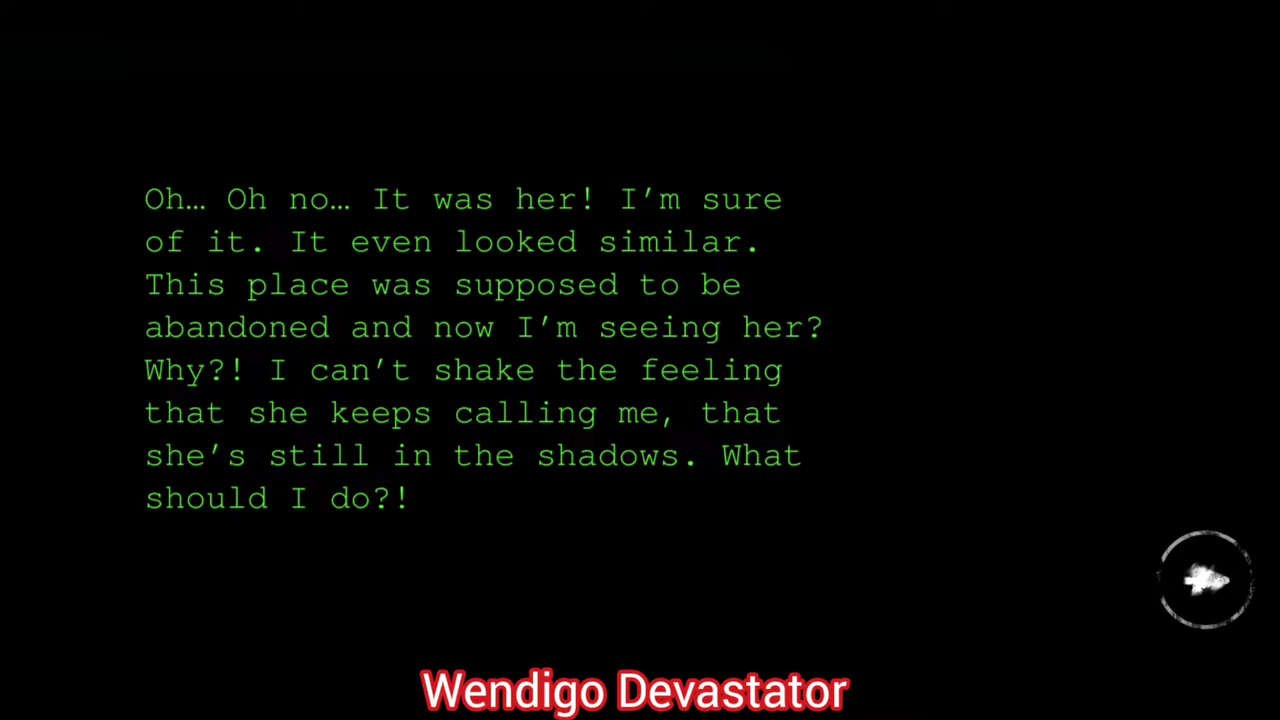 Oh… Oh no… It was her! I’m sure
of it. It even looked similar.
This place was supposed to be
abandoned and now I’m seeing her?
Why?! I can’t shake the feeling
that she keeps calling me, that
she’s still in the shadows. What
should I do?!
Wendigo Devastator